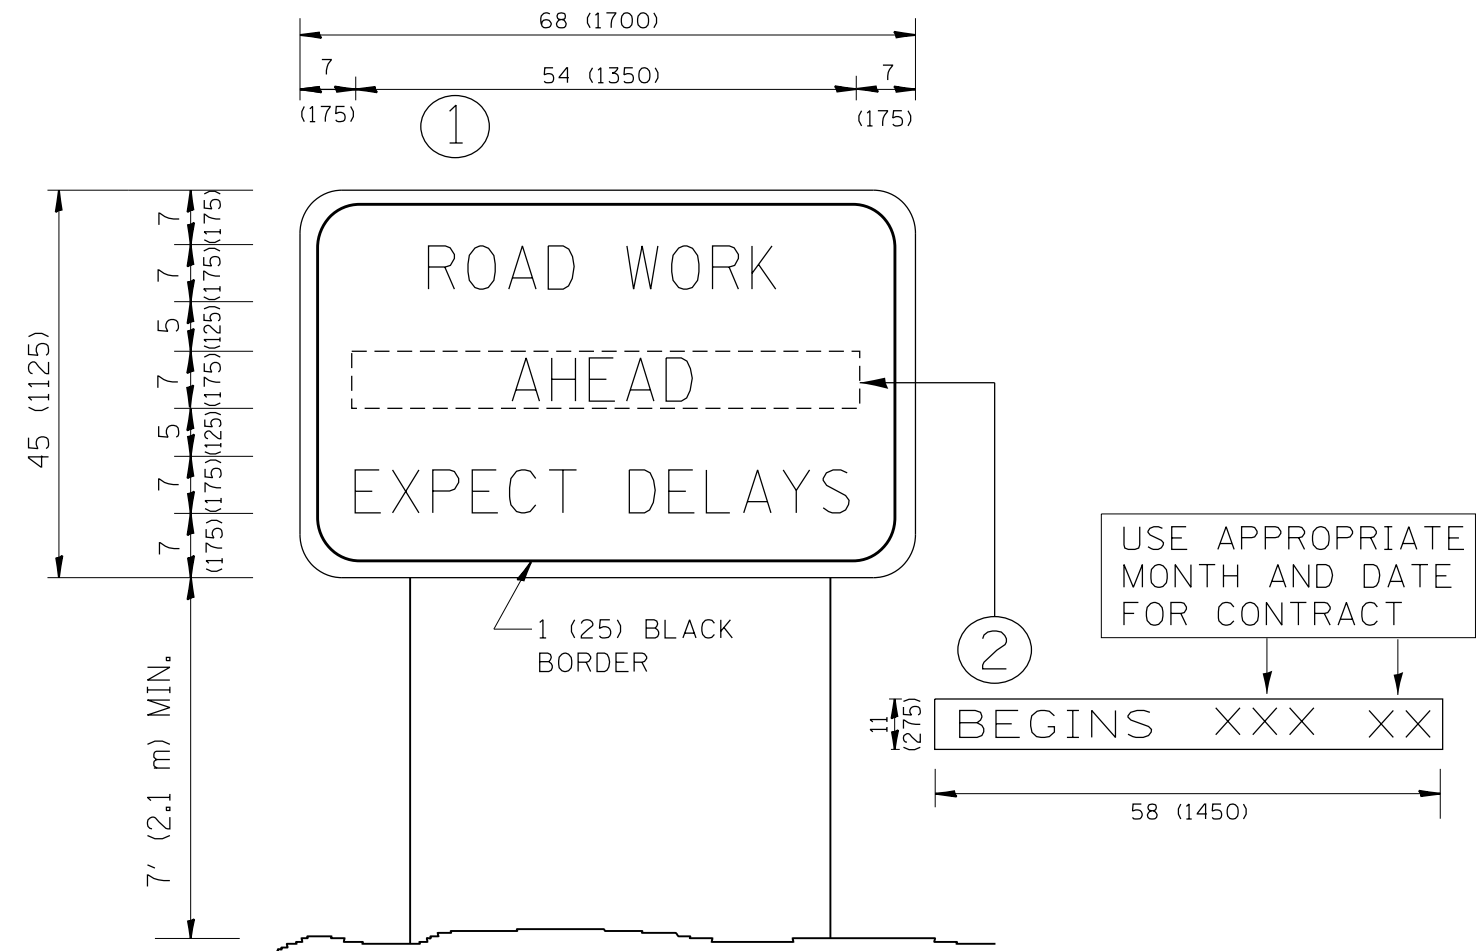 68 (1700)
7
54 (1350)
7
(175)
(175)
1
45 (1125)
7
(175)
7
(175)
5
(125)
7
(175)
5
(125)
7
(175)
7
(175)
ROAD WORK
AHEAD
EXPECT DELAYS
1 (25) BLACK
BORDER
7' (2.1 m) MIN.
USE APPROPRIATE
MONTH AND DATE
FOR CONTRACT
2
11
(275)
BEGINS XXX XX
58 (1450)